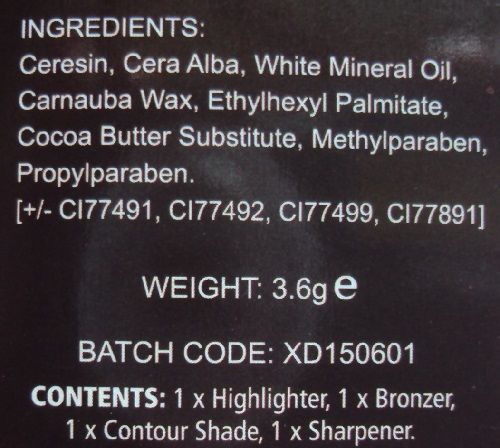 INGREDIENTS:
Ceresin, Cera Alba, White Mineral Oil,
Carnauba Wax, Ethylhexyl Palmitate,
Cocoa Butter Substitute, Methylparaben,
Propylparaben.
[+/- CI77491, CI77492, CI77499, CI77891]
WEIGHT: 3.6g e
BATCH CODE: XD150601
CONTENTS: 1 x Highlighter, 1 x Bronzer,
1 x Contour Shade, 1 x Sharpener.